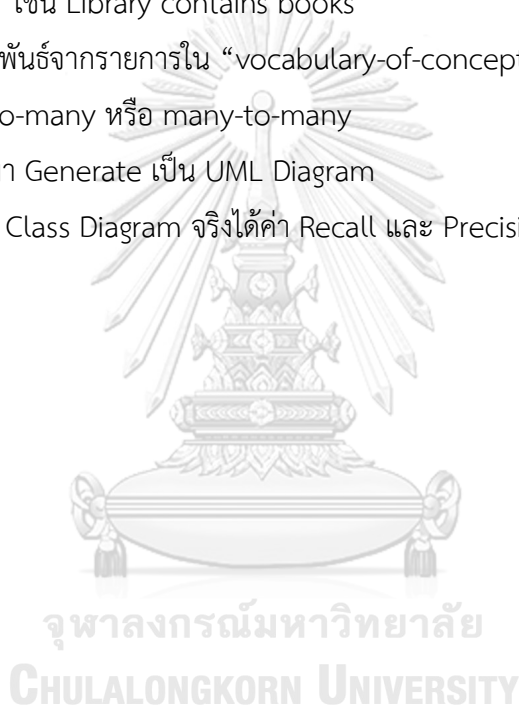 เช่น Library contains books
พันธ์จากรายการใน “vocabulary-of-concept
o-many หรือ many-to-many
Generate เป็น UML Diagram
Class Diagram จริงได้ค่า Recall และ Precisi
จุฬาลงกรณ์มหาวิทยาลัย
CHULALONGKORN UNIVERSITY